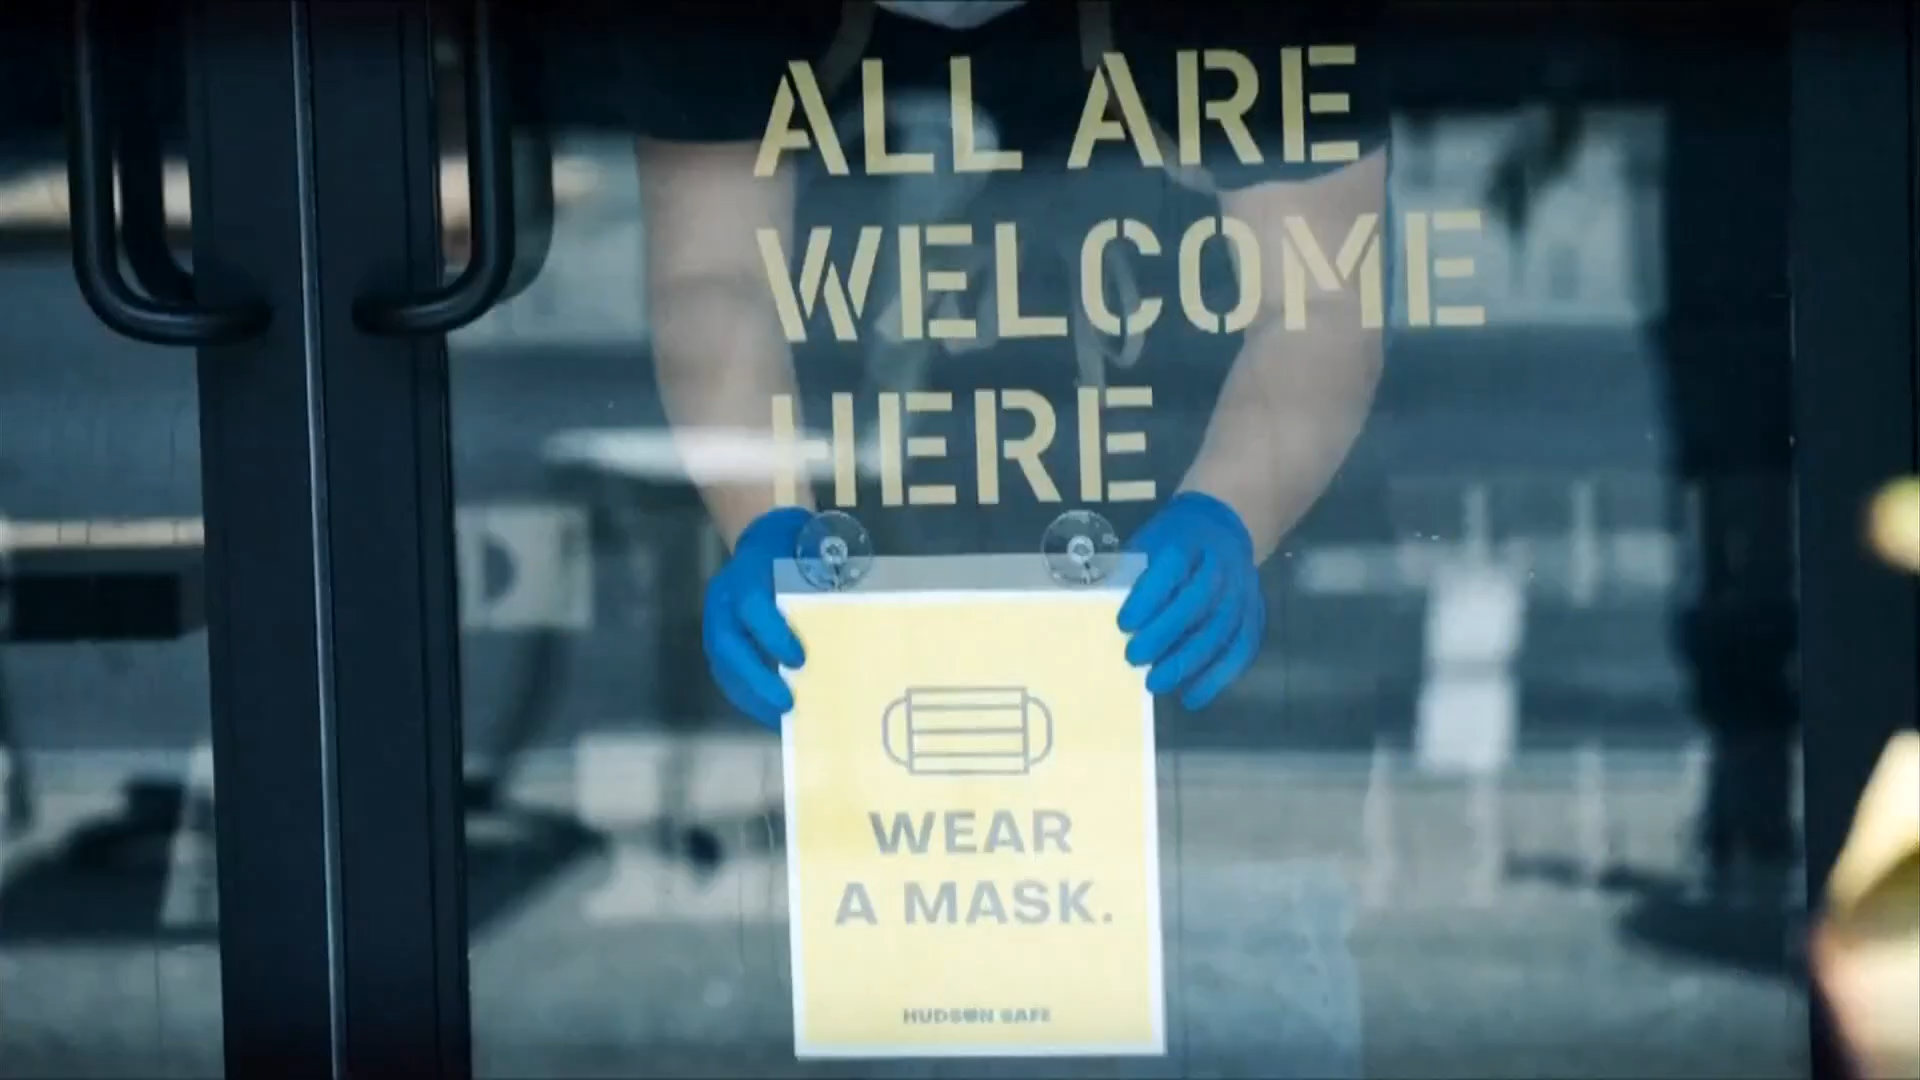 ALL ARE
WELCOME
HERE
WEAR
A MASK.
HUDSON SAFE